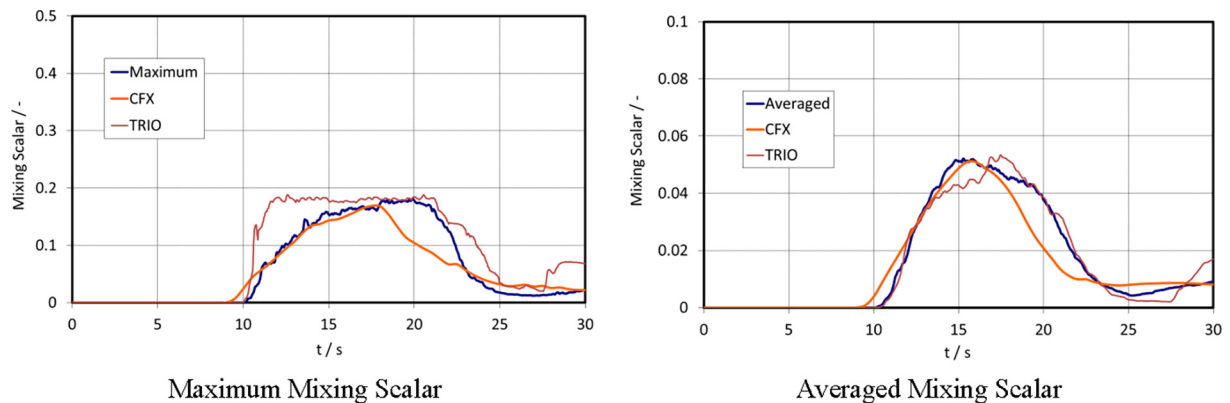 0.5
0.4
0.3
0.2
0.1
0
Mixing Scalar / -
Maximum
CFX
TRIO
0 5 10 15 20 25 30
t / s
Maximum Mixing Scalar
0.1
0.08
0.06
0.04
0.02
0
Mixing Scalar / -
Averaged
CFX
TRIO
0 5 10 15 20 25 30
t / s
Averaged Mixing Scalar